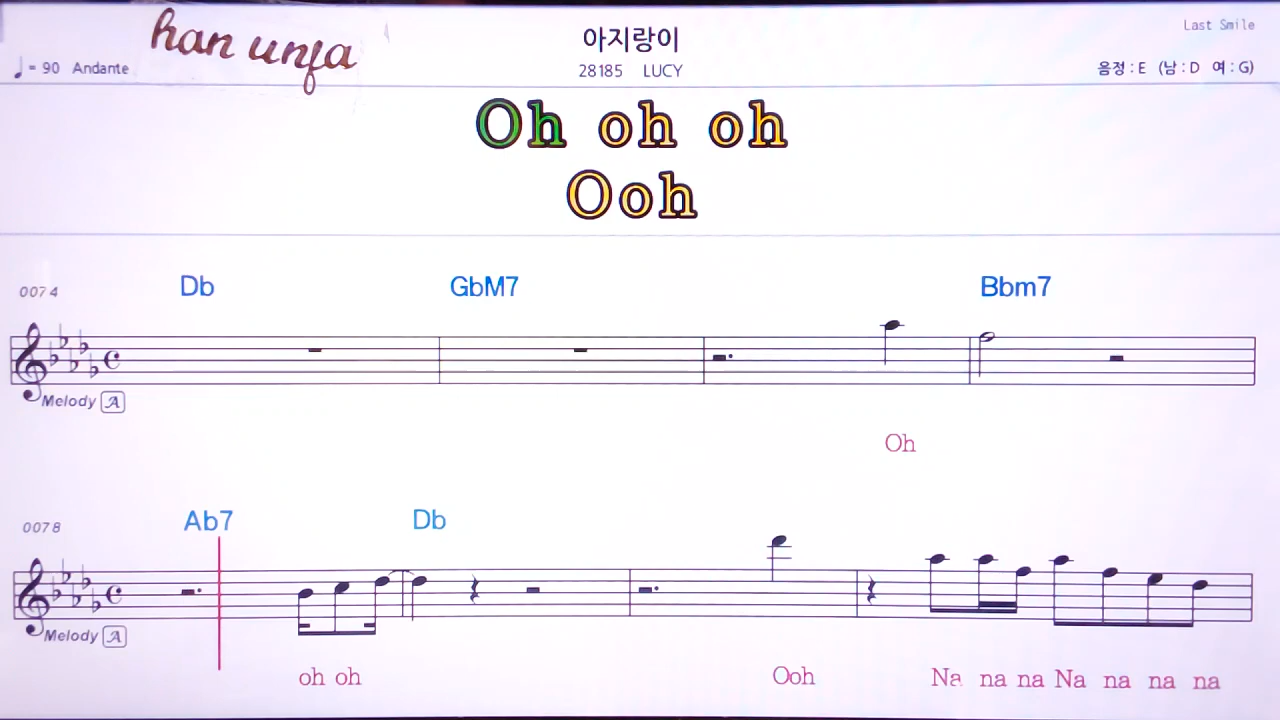 han unja
아지랑이
Last Smile
♩= 90 Andante
28185 LUCY
음정 : E (남 : D 여 : G)
Oh oh oh
Ooh
0074 Db GbM7 Bbm7
Melody A
Oh
0078 Ab7 Db
Melody A
oh oh Ooh Na na na Na na na na